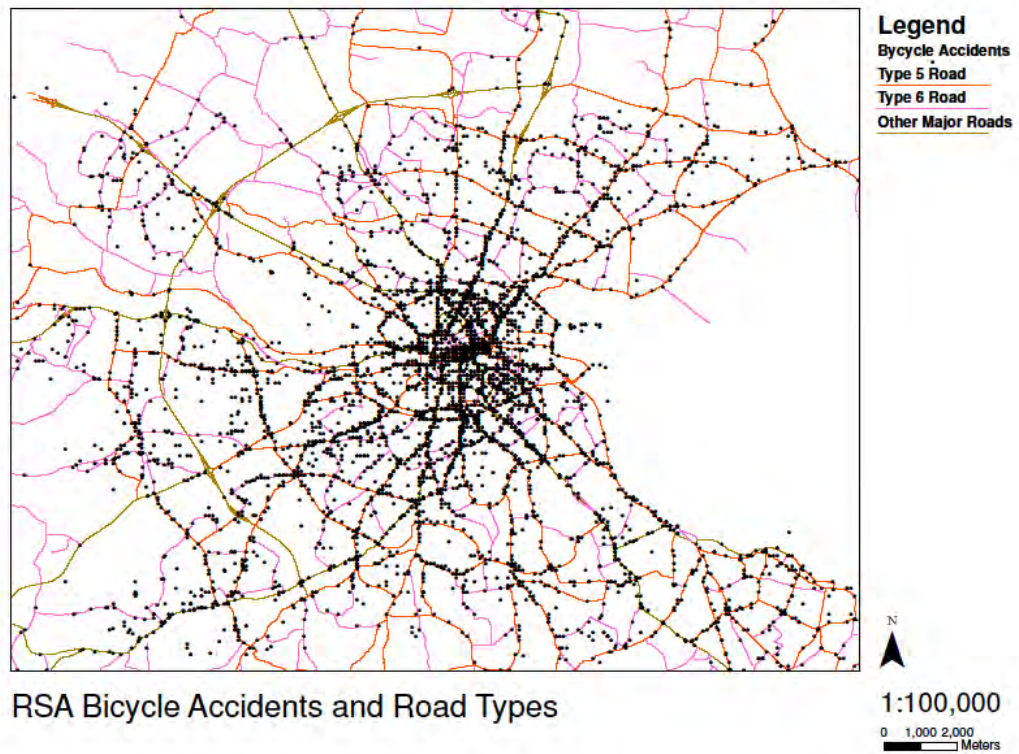 Legend
Bycycle Accidents
Type 5 Road
Type 6 Road
Other Major Roads
N
RSA Bicycle Accidents and Road Types
1:100,000
0 1,000 2,000
Meters